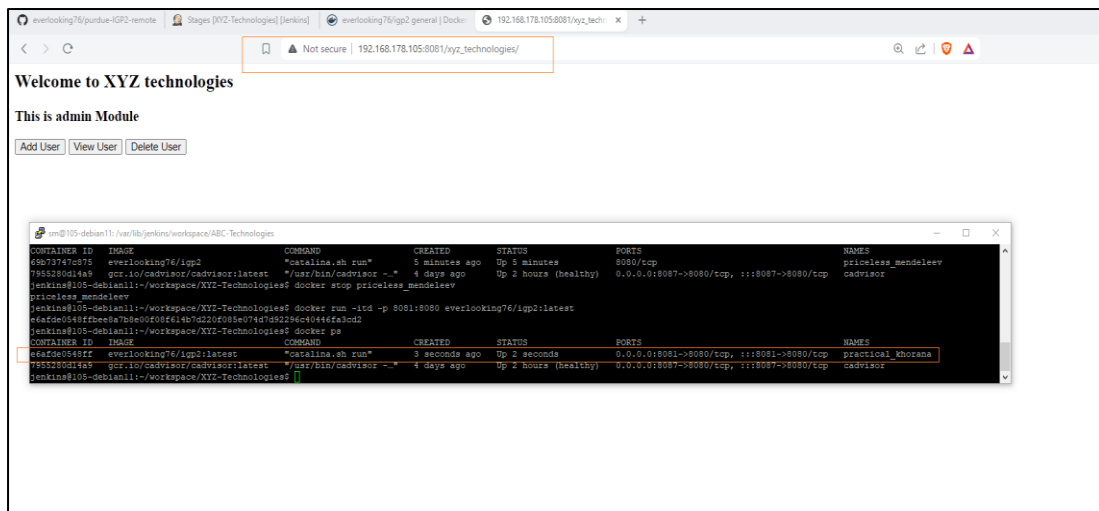 everlooking76/purdue-IGP2-remote
Stages [XYZ-Technologies] [Jenkins]
everlooking76/igp2 general | Docker
192.168.178.105:8081/xyz_techn
Not secure 192.168.178.105:8081/xyz_technologies/
Welcome to XYZ technologies
This is admin Module
Add User View User Delete User
sm@105-debian11: /var/lib/jenkins/workspace/ABC-Technologies
CONTAINER ID IMAGE COMMAND CREATED STATUS PORTS NAMES
69b73747c875 everlooking76/igp2 "catalina.sh run" 5 minutes ago Up 5 minutes 8080/tcp priceless_mendeleev
7955280d14a9 gcr.io/cadvisor/cadvisor:latest "/usr/bin/cadvisor -…" 4 days ago Up 2 hours (healthy) 0.0.0.0:8087->8080/tcp, :::8087->8080/tcp cadvisor
jenkins@105-debian11:~/workspace/XYZ-Technologies$ docker stop priceless_mendeleev
priceless_mendeleev
jenkins@105-debian11:~/workspace/XYZ-Technologies$ docker run -itd -p 8081:8080 everlooking76/igp2:latest
e6afde0548ffbee8a7b8e00f08f614b7d220f085e074d7d92296c40446fa3cd2
jenkins@105-debian11:~/workspace/XYZ-Technologies$ docker ps
CONTAINER ID IMAGE COMMAND CREATED STATUS PORTS NAMES
e6afde0548ff everlooking76/igp2:latest "catalina.sh run" 3 seconds ago Up 2 seconds 0.0.0.0:8081->8080/tcp, :::8081->8080/tcp practical_khorana
7955280d14a9 gcr.io/cadvisor/cadvisor:latest "/usr/bin/cadvisor -…" 4 days ago Up 2 hours (healthy) 0.0.0.0:8087->8080/tcp, :::8087->8080/tcp cadvisor
jenkins@105-debian11:~/workspace/XYZ-Technologies$